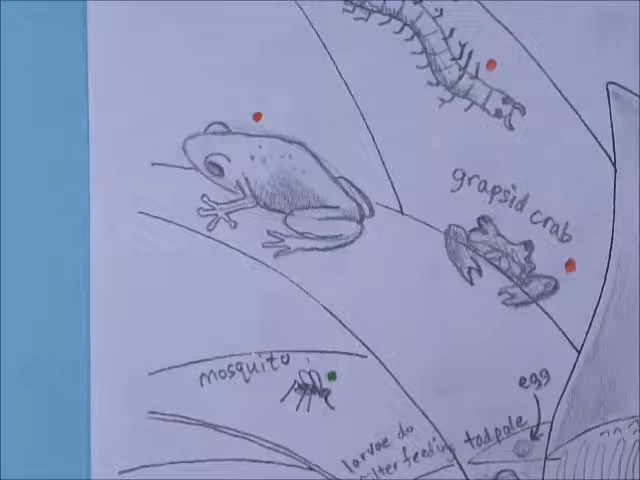 grapsid crab
mosquito
egg
tadpole
larvae do
filter feeding